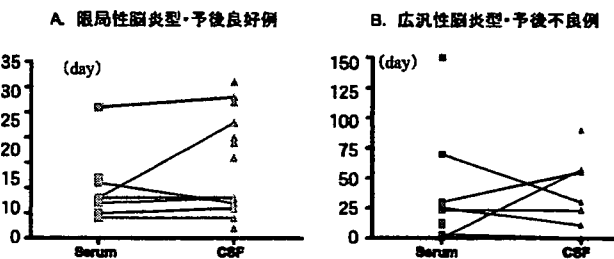 A. 限局性脳炎型・予後良好例
35
(day)
30
25
20
15
10
0
Serum
CSF
B. 広汎性脳炎型・予後不良例
150
(day)
125
100
75
50
25
0
Serum
CSF